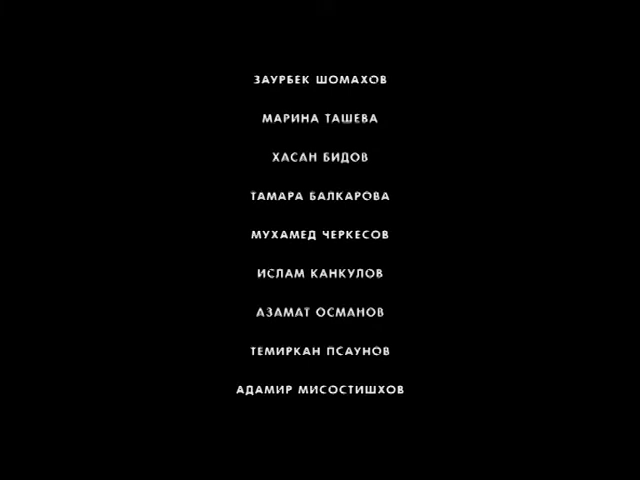 ЗАУРБЕК ШОМАХОВ
МАРИНА ТАШЕВА
ХАСАН БИДОВ
ТАМАРА БАЛКАРОВА
МУХАМЕД ЧЕРКЕСОВ
ИСЛАМ КАНКУЛОВ
АЗАМАТ ОСМАНОВ
ТЕМИРКАН ПСАУНОВ
АДАМИР МИСОСТИШХОВ